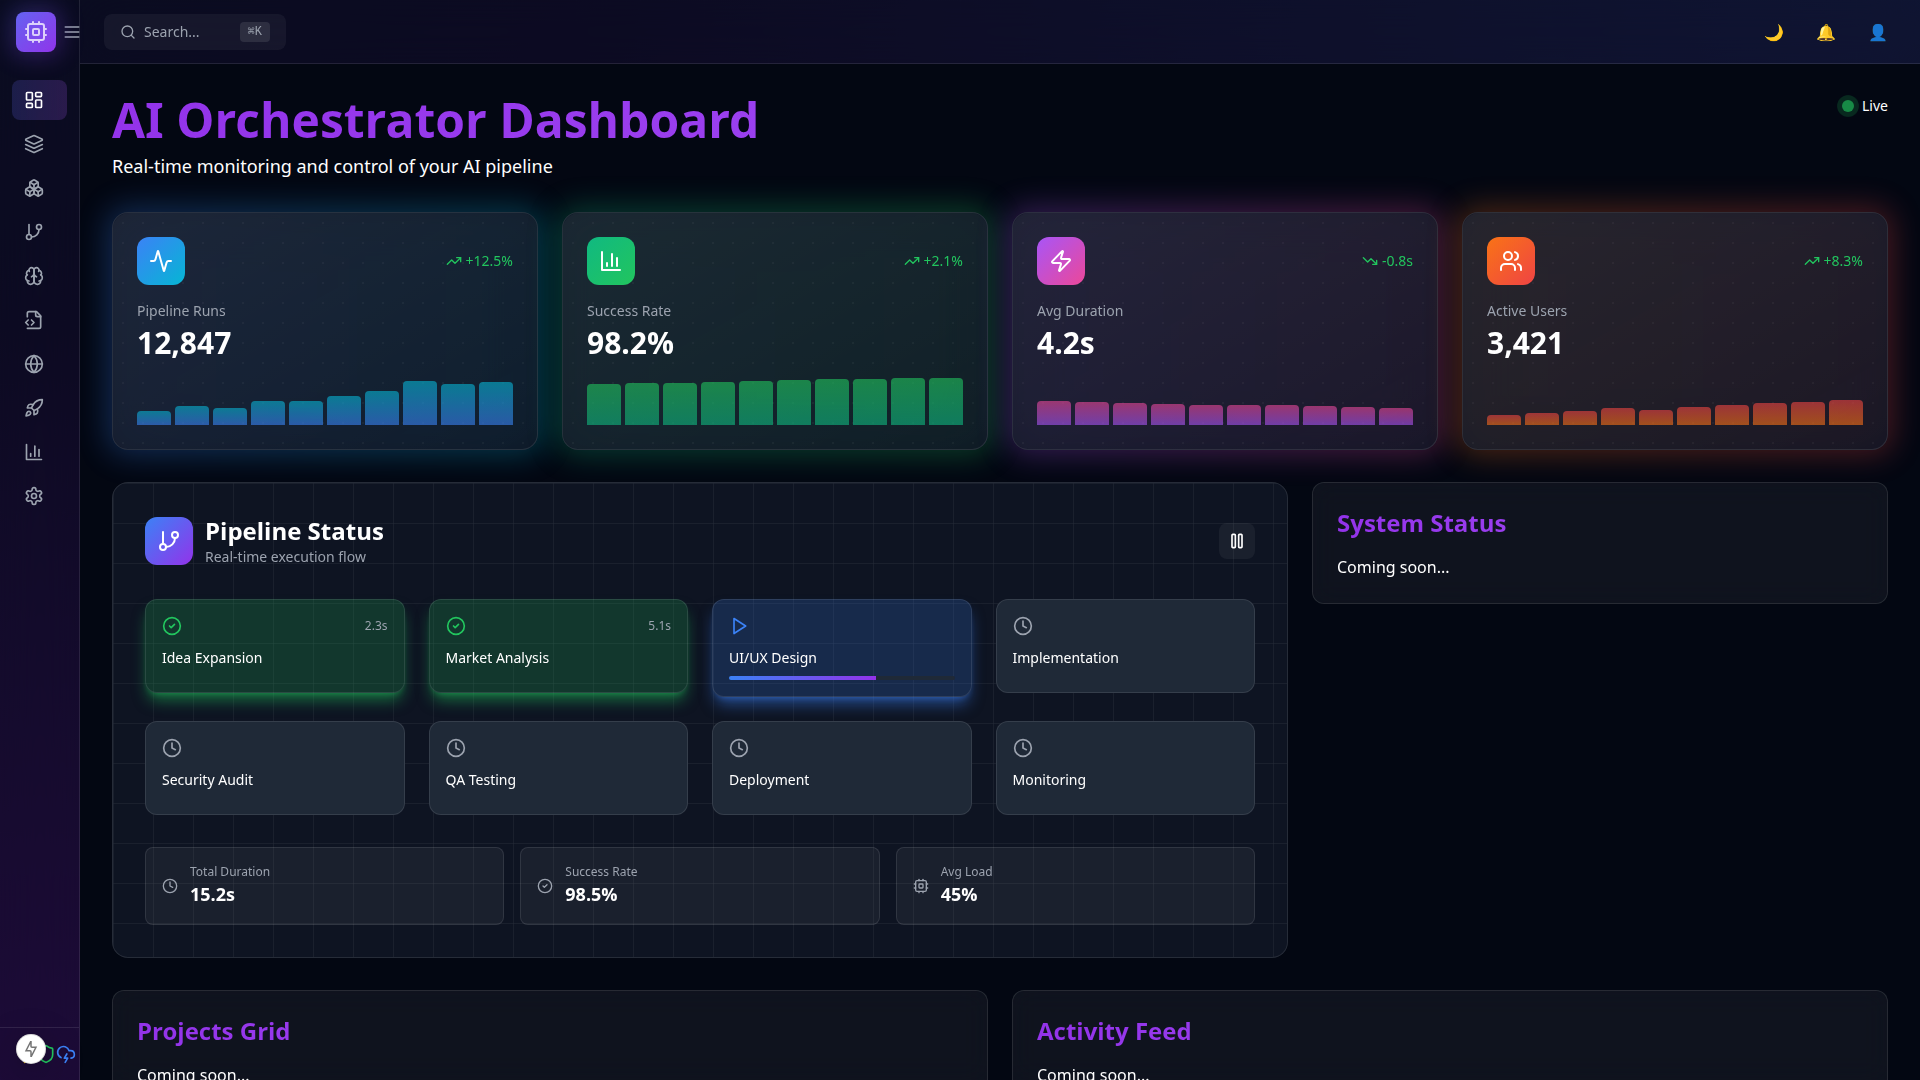 Search...
⌘K
AI Orchestrator Dashboard
Live
Real-time monitoring and control of your AI pipeline
+12.5%
Pipeline Runs
12,847
+2.1%
Success Rate
98.2%
-0.8s
Avg Duration
4.2s
+8.3%
Active Users
3,421
Pipeline Status
Real-time execution flow
2.3s
Idea Expansion
5.1s
Market Analysis
UI/UX Design
Implementation
Security Audit
QA Testing
Deployment
Monitoring
Total Duration
15.2s
Success Rate
98.5%
Avg Load
45%
System Status
Coming soon...
Projects Grid
Coming soon...
Activity Feed
Coming soon...